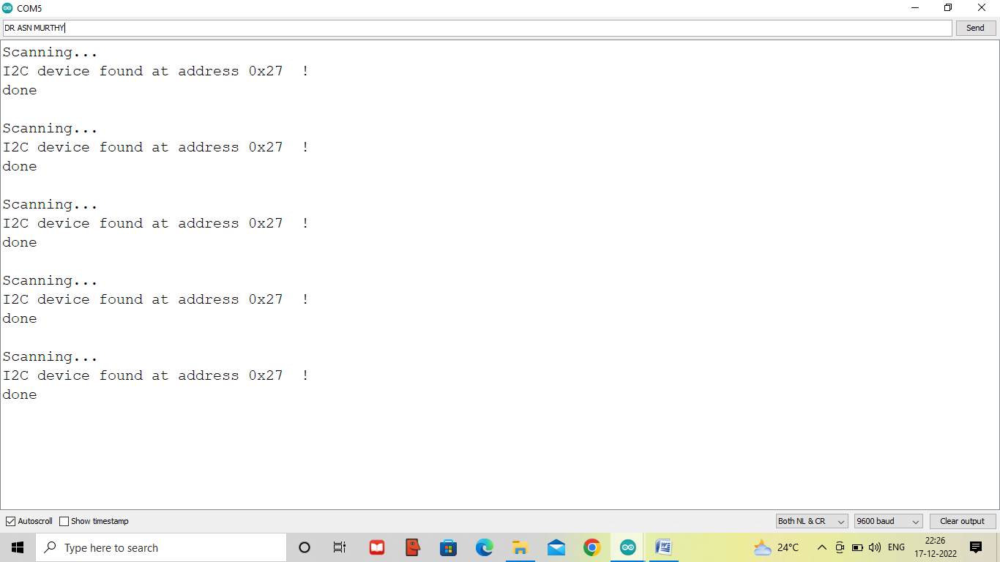 COM5
DR ASN MURTHY
Send
Scanning...
I2C device found at address 0x27  !
done
Scanning...
I2C device found at address 0x27  !
done
Scanning...
I2C device found at address 0x27  !
done
Scanning...
I2C device found at address 0x27  !
done
Scanning...
I2C device found at address 0x27  !
done
Autoscroll Show timestamp Both NL & CR 9600 baud Clear output
Type here to search 24°C ENG 22:26
17-12-2022